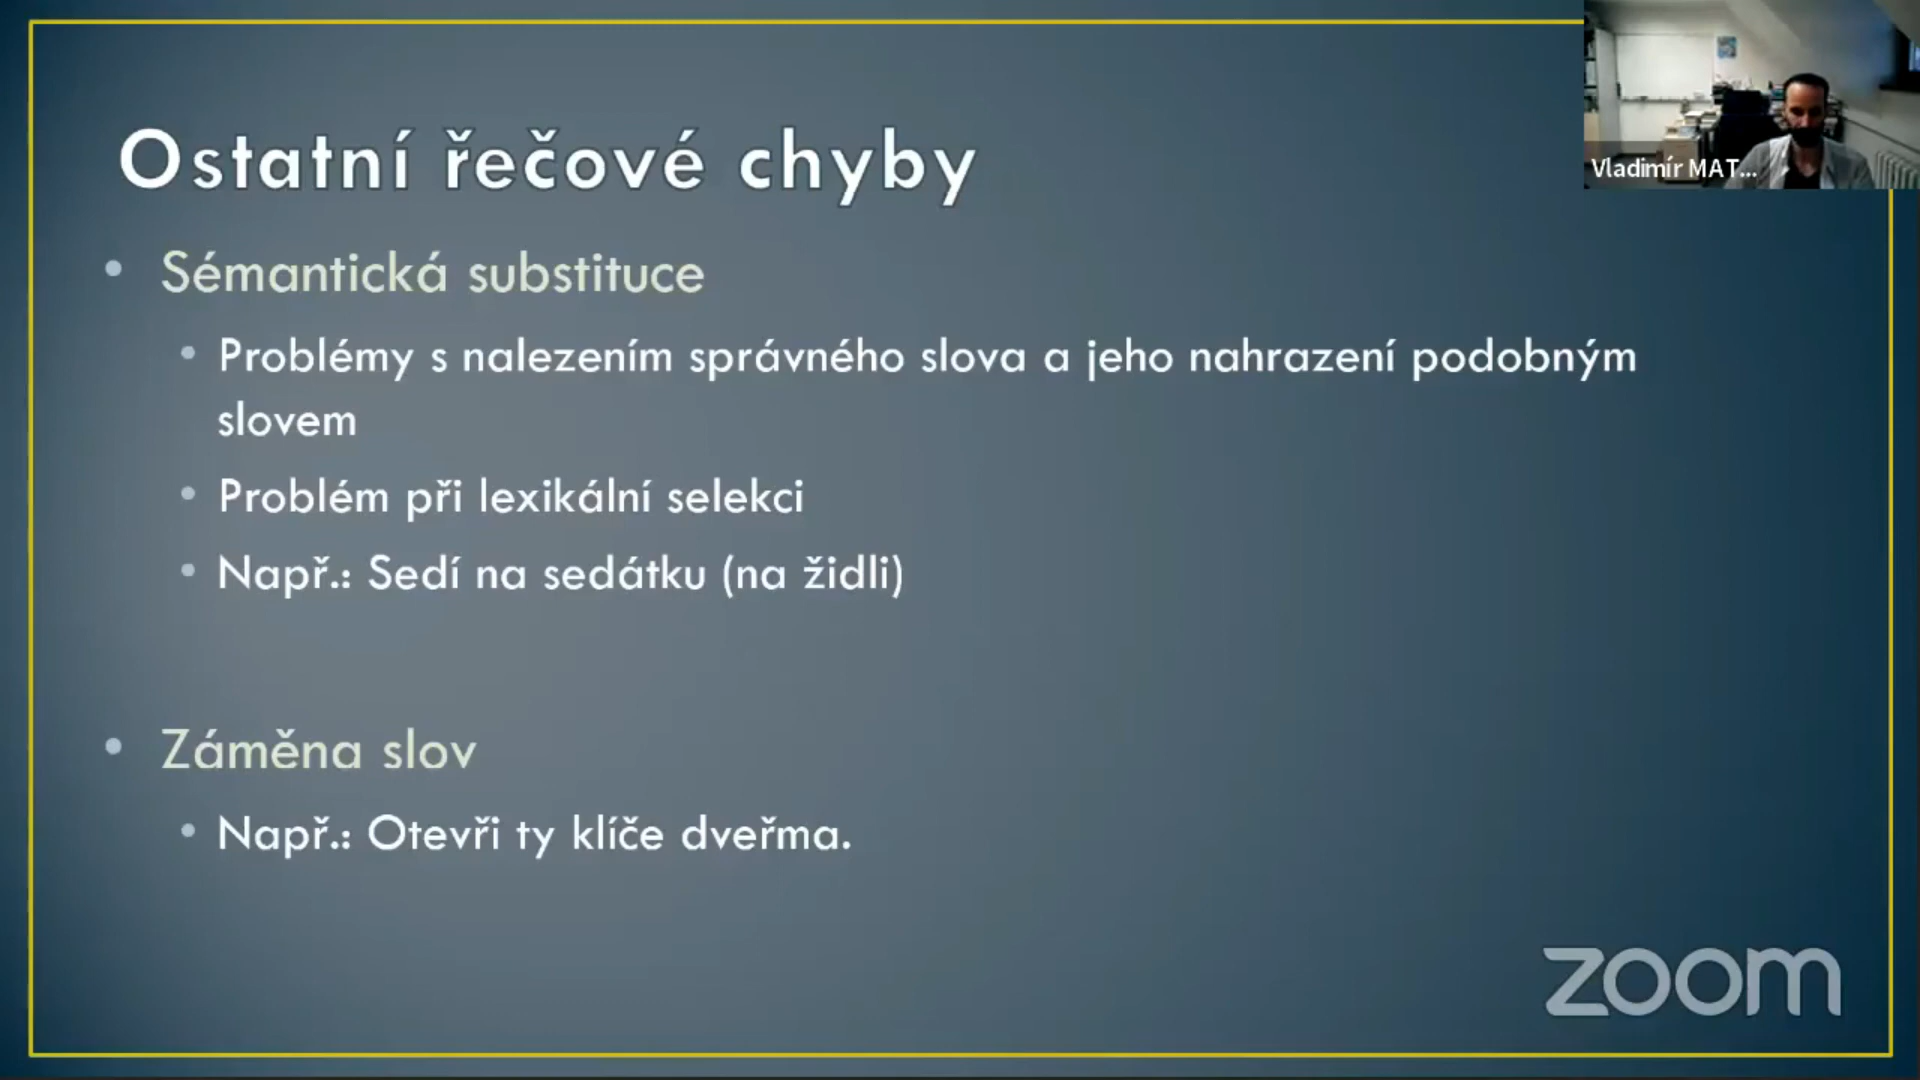 Ostatní řečové chyby
Vladimír MAT...
• Sémantická substituce
• Problémy s nalezením správného slova a jeho nahrazení podobným
slovem
• Problém při lexikální selekci
• Např.: Sedí na sedátku (na židli)
• Záměna slov
• Např.: Otevři ty klíče dveřma.
zoom